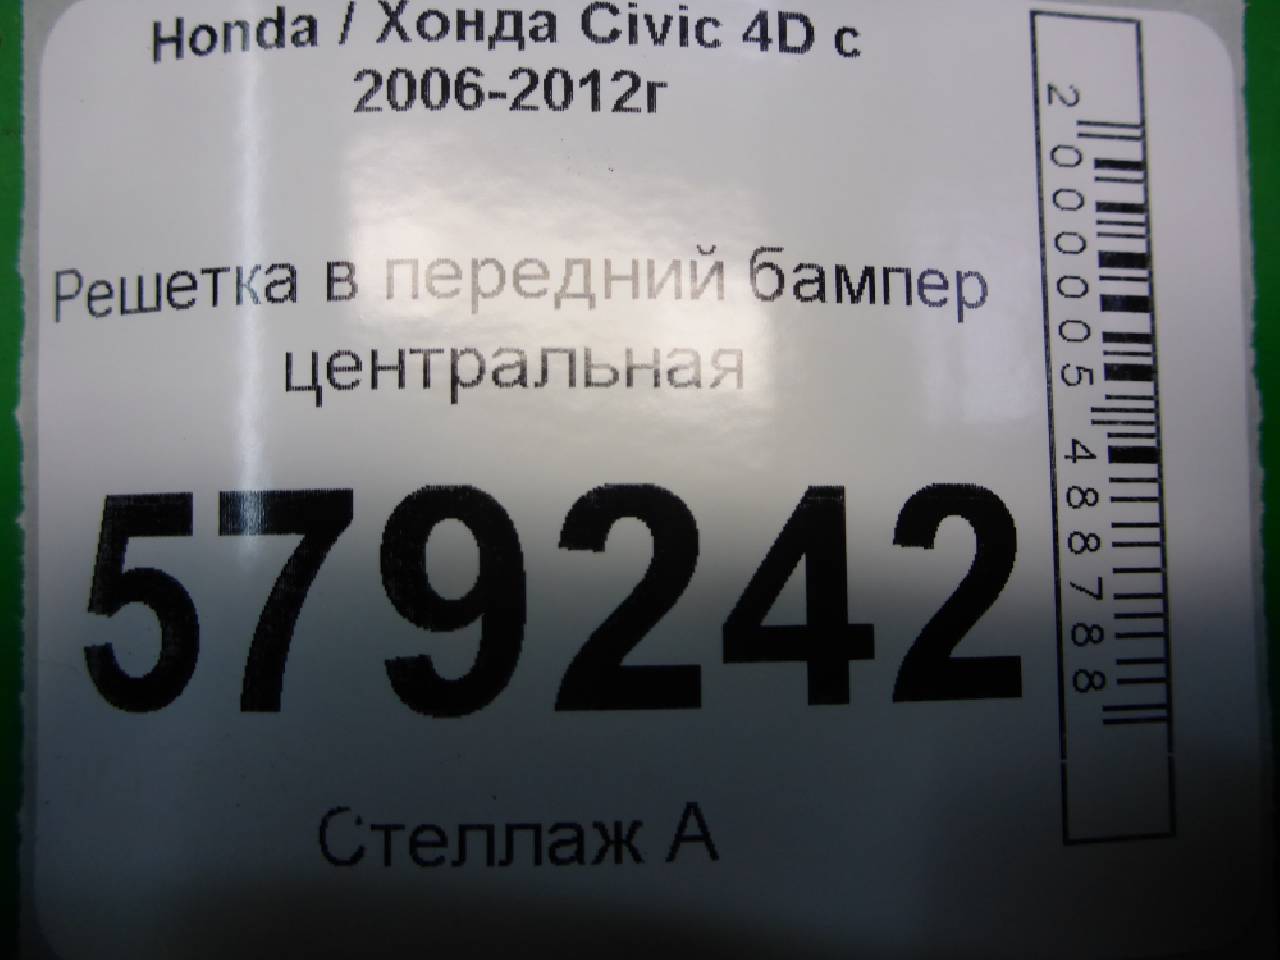 Honda / Хонда Civic 4D с
2006-2012г
Решетка в передний бампер
центральная
579242
Стеллаж А
2000005488788